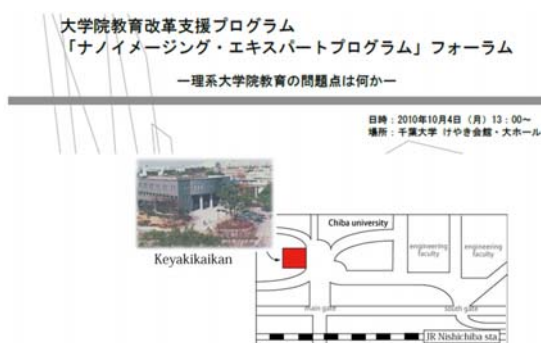 大学院教育改革支援プログラム
「ナノイメージング・エキスパートプログラム」フォーラム
ー理系大学院教育の問題点は何かー
日時：2010年10月4日（月）13：00～
場所：千葉大学 けやき会館・大ホール
Keyakikaikan
Chiba university
engineering
faculty
engineering
faculty
main gate
south gate
JR Nishichiba sta